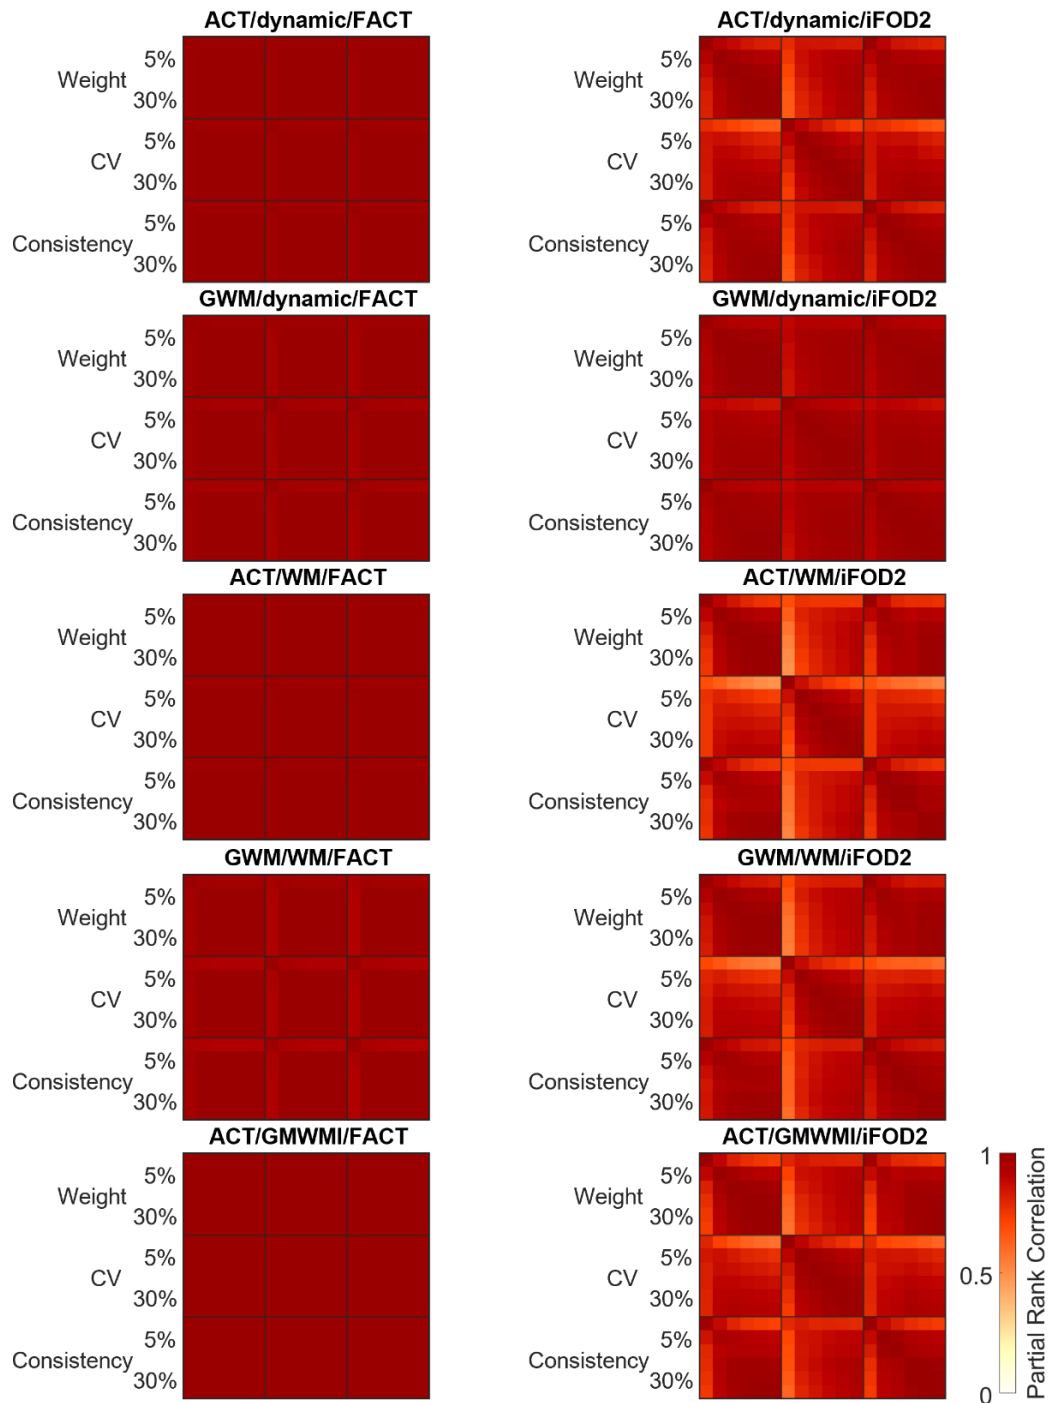 ACT/dynamic/FACT
Weight
5%
30%
CV
5%
30%
Consistency
5%
30%
ACT/dynamic/iFOD2
Weight
5%
30%
CV
5%
30%
Consistency
5%
30%
GWM/dynamic/FACT
Weight
5%
30%
CV
5%
30%
Consistency
5%
30%
GWM/dynamic/iFOD2
Weight
5%
30%
CV
5%
30%
Consistency
5%
30%
ACT/WM/FACT
Weight
5%
30%
CV
5%
30%
Consistency
5%
30%
ACT/WM/iFOD2
Weight
5%
30%
CV
5%
30%
Consistency
5%
30%
GWM/WM/FACT
Weight
5%
30%
CV
5%
30%
Consistency
5%
30%
GWM/WM/iFOD2
Weight
5%
30%
CV
5%
30%
Consistency
5%
30%
ACT/GMWMI/FACT
Weight
5%
30%
CV
5%
30%
Consistency
5%
30%
ACT/GMWMI/iFOD2
Weight
5%
30%
CV
5%
30%
Consistency
5%
30%
1
0.5
0
Partial Rank Correlation